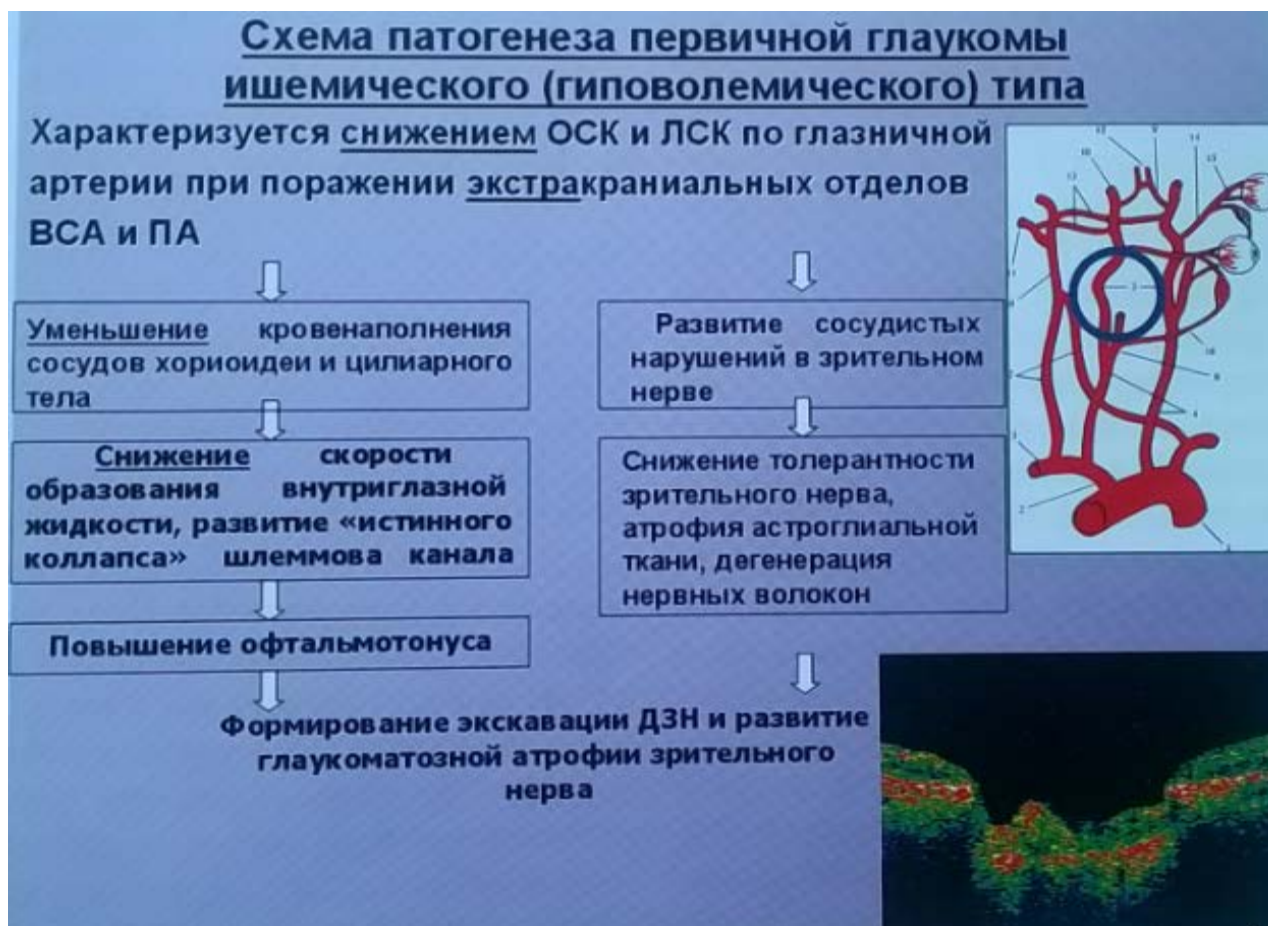 Схема патогенеза первичной глаукомы
ишемического (гиповолемического) типа
Характеризуется снижением ОСК и ЛСК по глазничной
артерии при поражении экстракраниальных отделов
ВСА и ПА
Уменьшение кровенаполнения
сосудов хориоидеи и цилиарного
тела
Снижение скорости
образования внутриглазной
жидкости, развитие «истинного
коллапса» шлеммова канала
Повышение офтальмотонуса
Развитие сосудистых
нарушений в зрительном
нерве
Снижение толерантности
зрительного нерва,
атрофия астроглиальной
ткани, дегенерация
нервных волокон
Формирование экскавации ДЗН и развитие
глаукоматозной атрофии зрительного
нерва